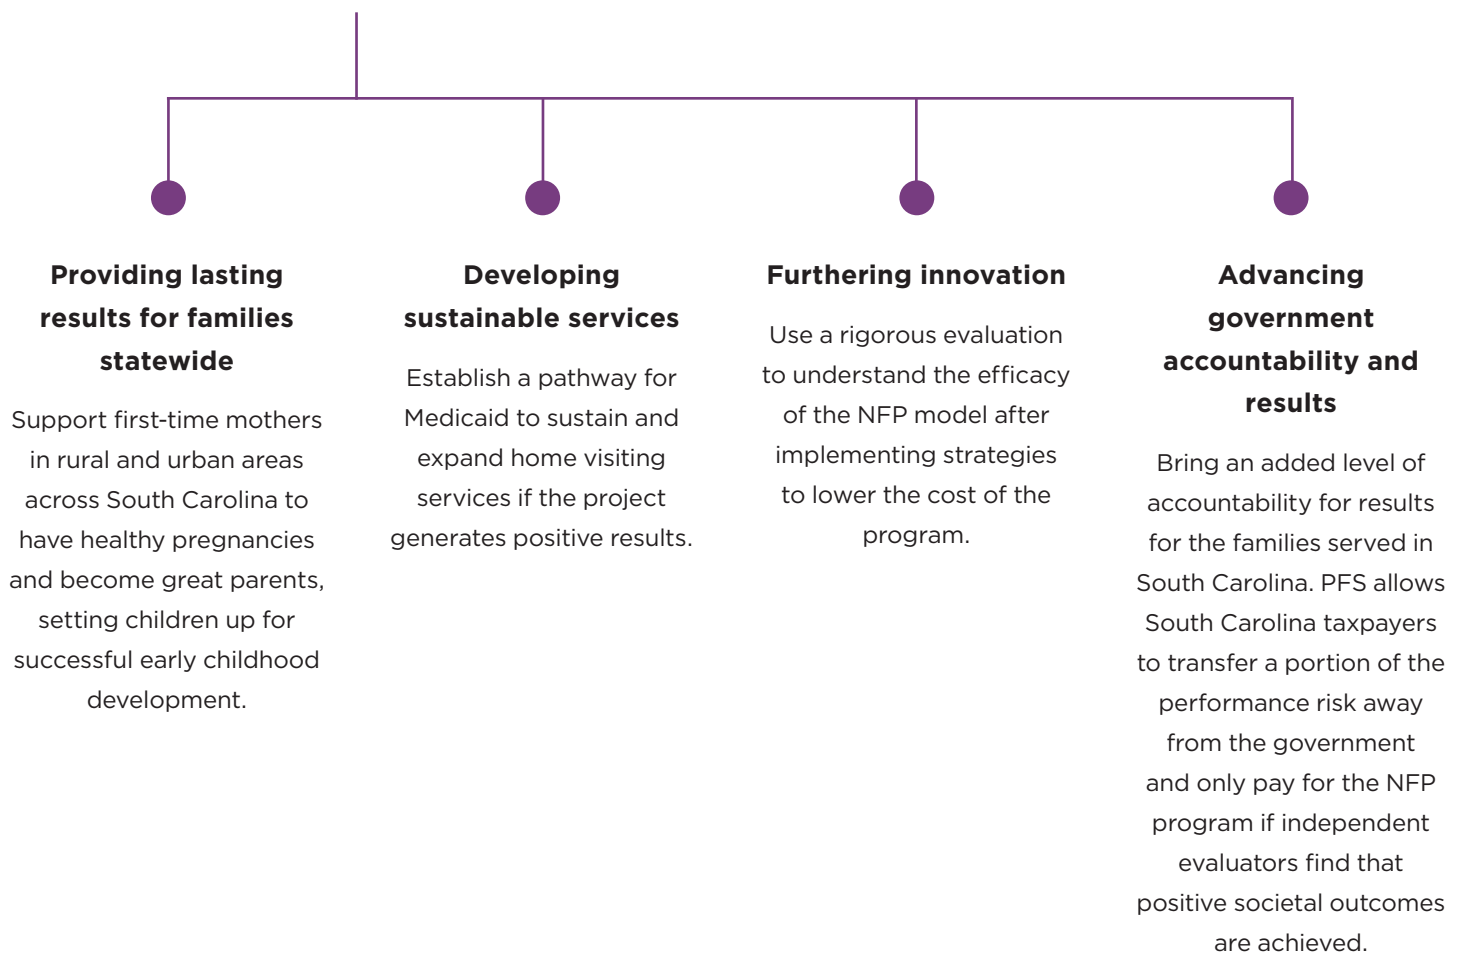 Providing lasting
results for families
statewide
Support first-time mothers
in rural and urban areas
across South Carolina to
have healthy pregnancies
and become great parents,
setting children up for
successful early childhood
development.
Developing
sustainable services
Establish a pathway for
Medicaid to sustain and
expand home visiting
services if the project
generates positive results.
Furthering innovation
Use a rigorous evaluation
to understand the efficacy
of the NFP model after
implementing strategies
to lower the cost of the
program.
Advancing
government
accountability and
results
Bring an added level of
accountability for results
for the families served in
South Carolina. PFS allows
South Carolina taxpayers
to transfer a portion of the
performance risk away
from the government
and only pay for the NFP
program if independent
evaluators find that
positive societal outcomes
are achieved.